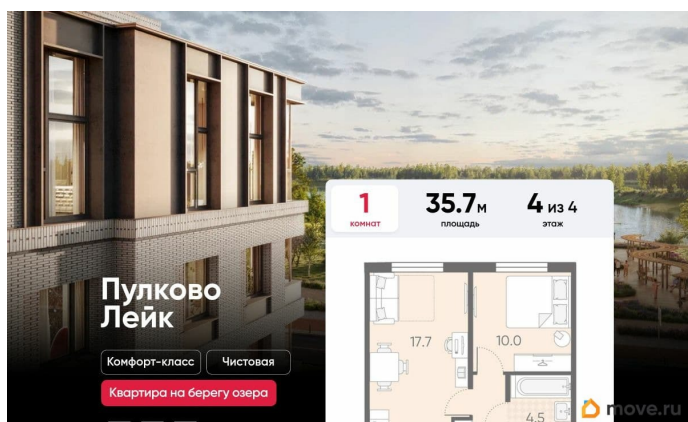 1
комнат
35.7м
площадь
4 из 4
этаж
Пулково
Лейк
Комфорт-класс
Чистовая
Квартира на берегу озера
17.7
10.0
4.5
move.ru